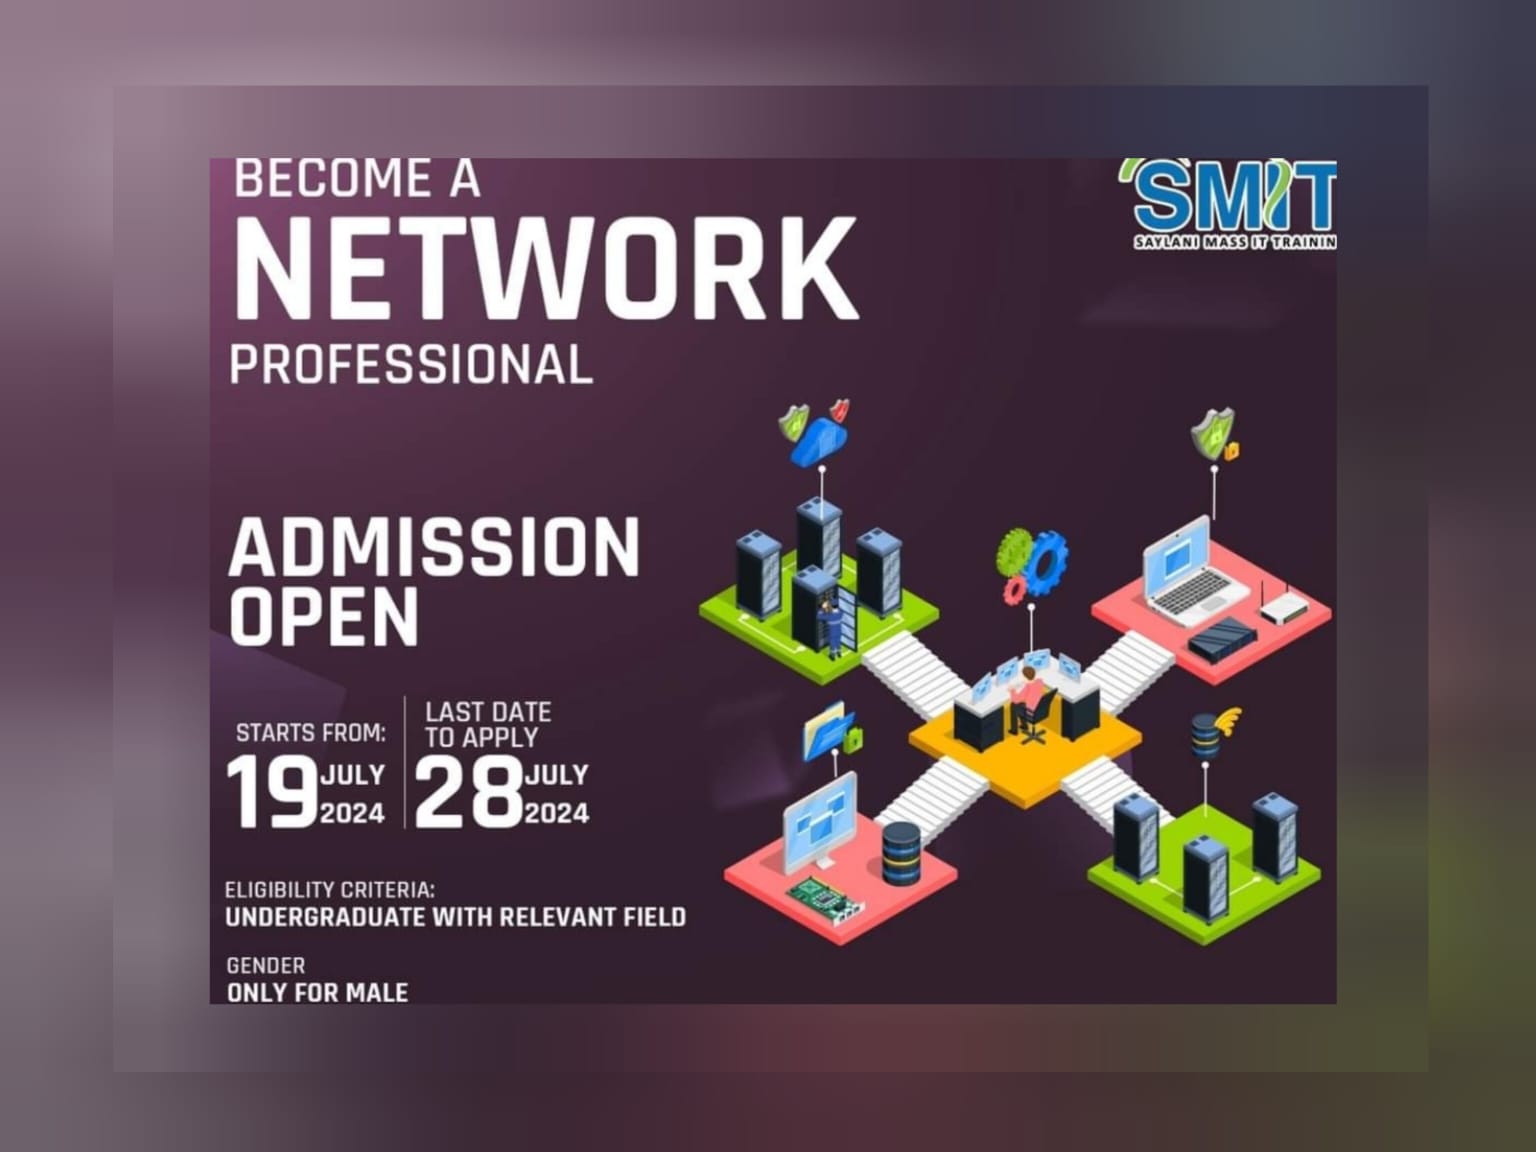 BECOME A
NETWORK
PROFESSIONAL
SMIT
SAYLANI MASS IT TRAININ
ADMISSION
OPEN
STARTS FROM:
19 JULY
2024
LAST DATE
TO APPLY
28 JULY
2024
ELIGIBILITY CRITERIA:
UNDERGRADUATE WITH RELEVANT FIELD
GENDER
ONLY FOR MALE